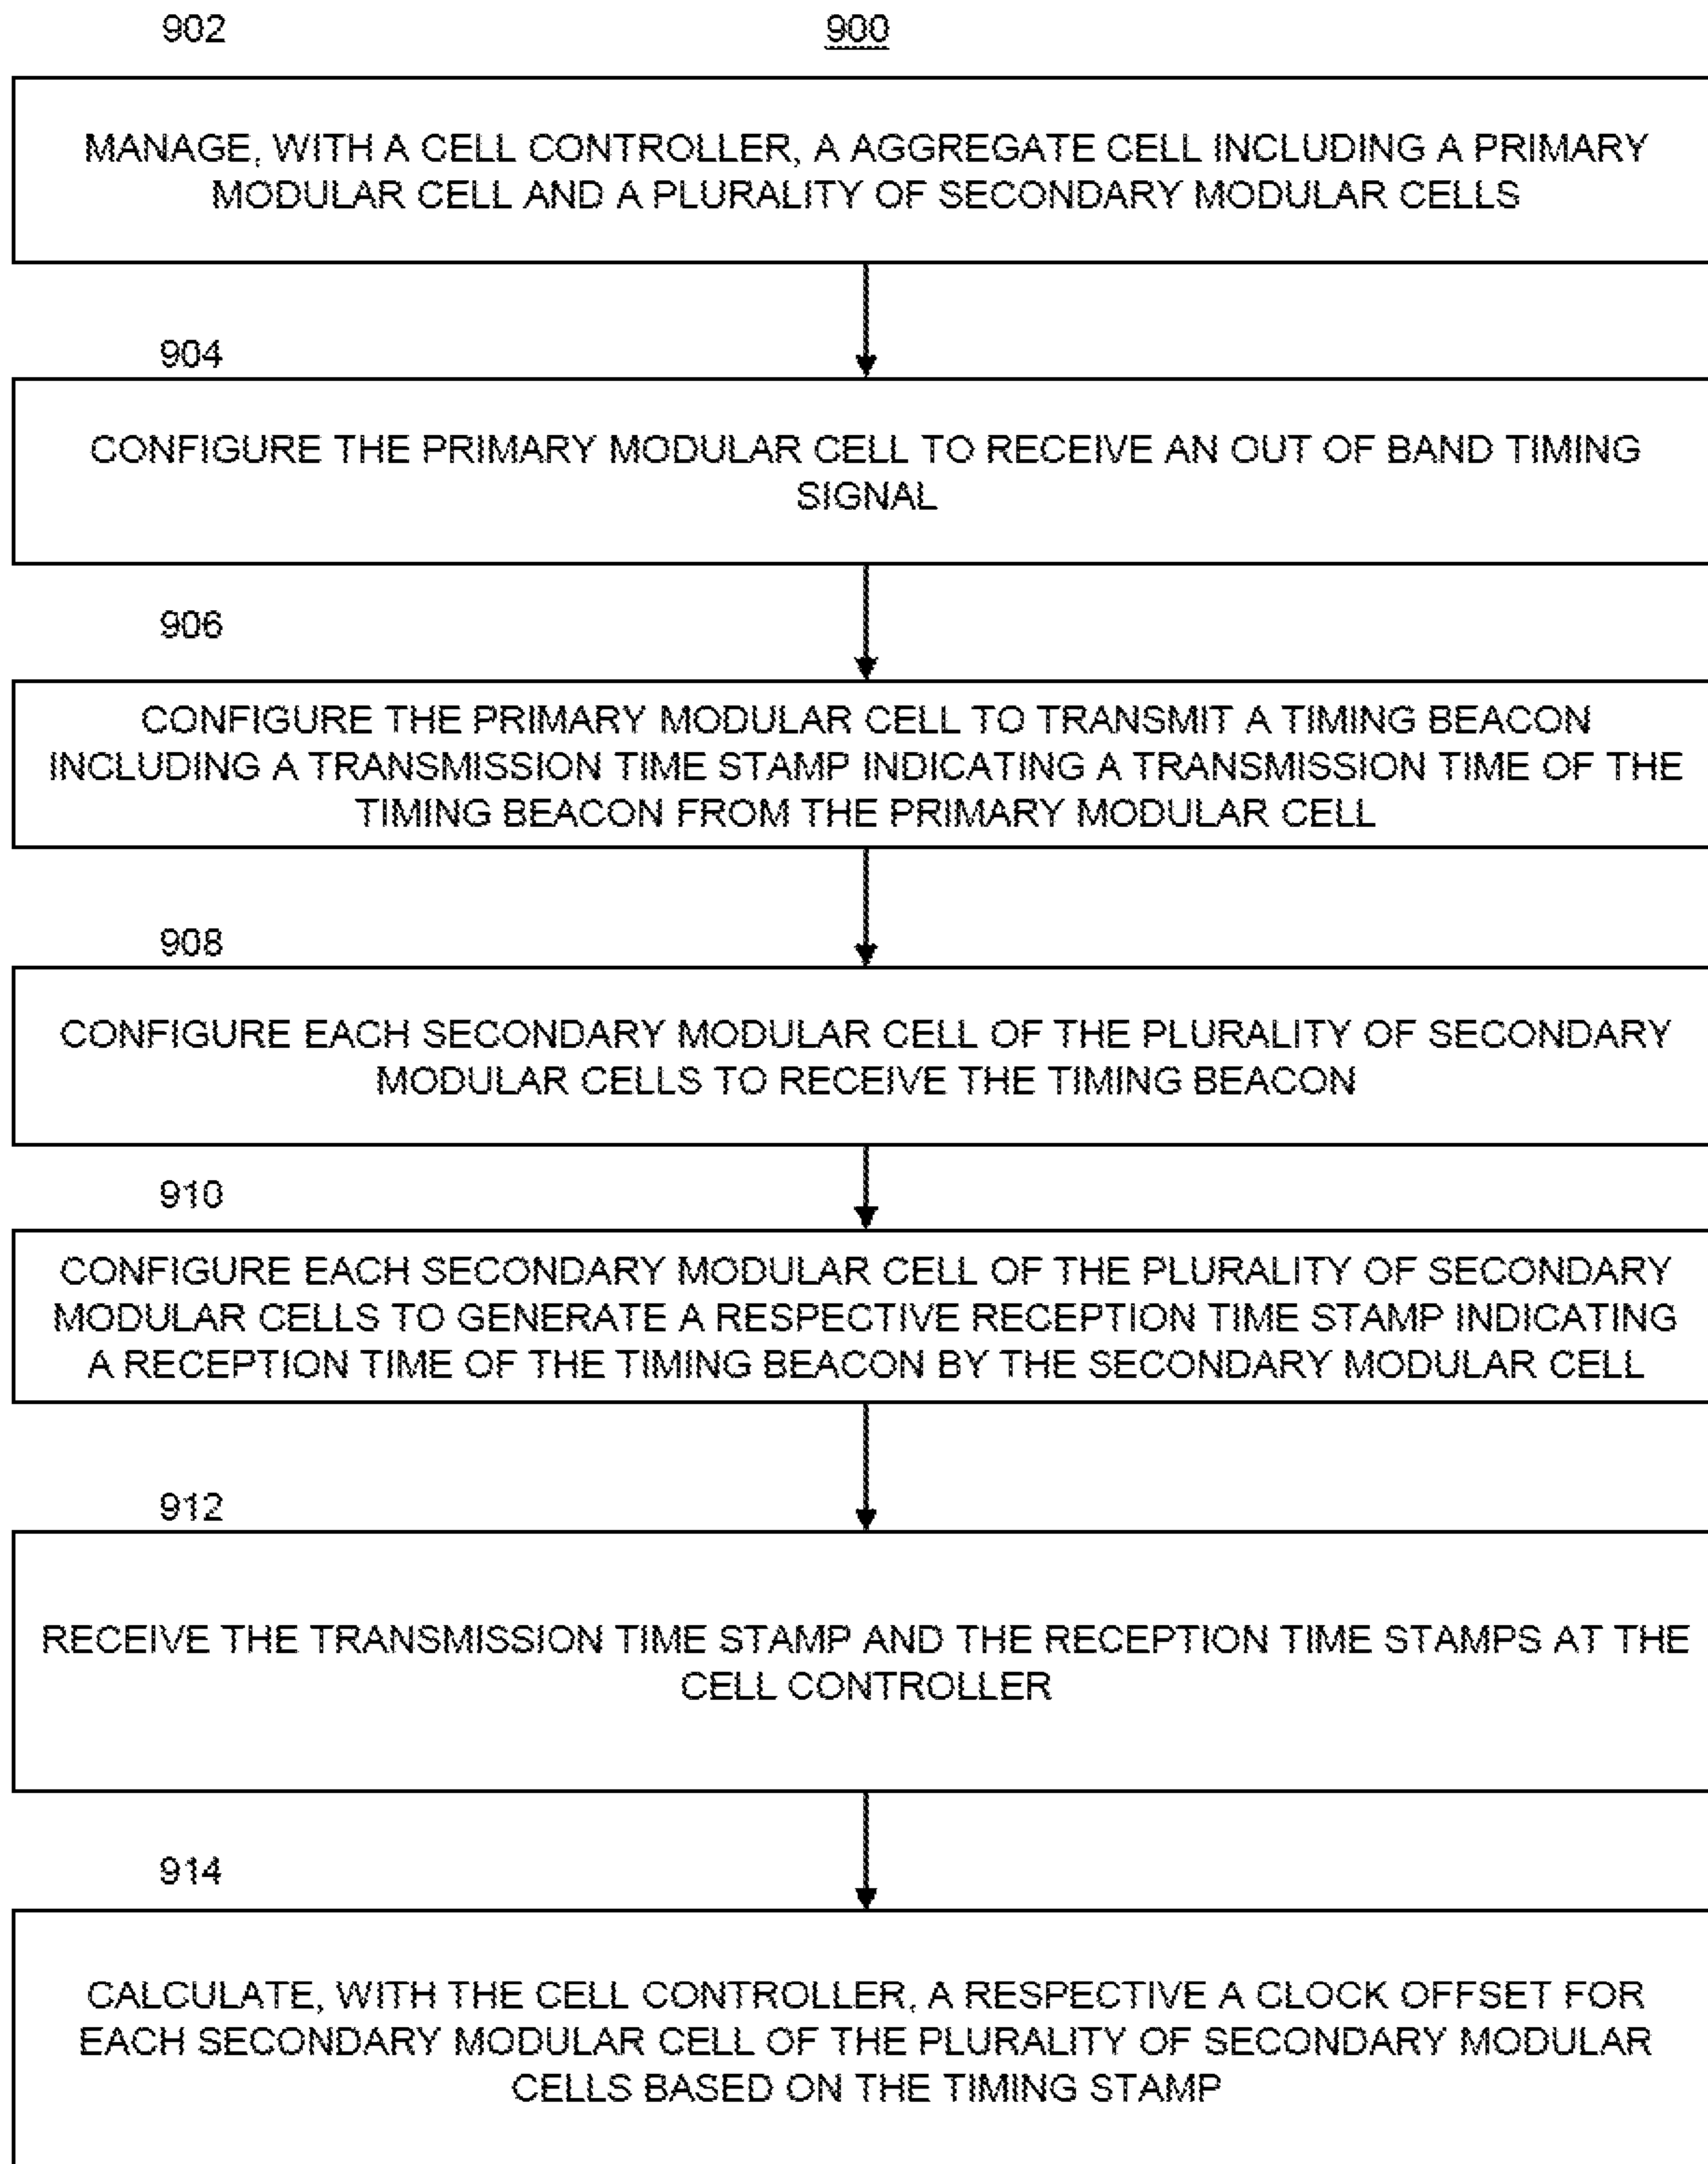 902
900
MANAGE, WITH A CELL CONTROLLER, A AGGREGATE CELL INCLUDING A PRIMARY
MODULAR CELL AND A PLURALITY OF SECONDARY MODULAR CELLS
904
CONFIGURE THE PRIMARY MODULAR CELL TO RECEIVE AN OUT OF BAND TIMING
SIGNAL
906
CONFIGURE THE PRIMARY MODULAR CELL TO TRANSMIT A TIMING BEACON
INCLUDING A TRANSMISSION TIME STAMP INDICATING A TRANSMISSION TIME OF THE
TIMING BEACON FROM THE PRIMARY MODULAR CELL
908
CONFIGURE EACH SECONDARY MODULAR CELL OF THE PLURALITY OF SECONDARY
MODULAR CELLS TO RECEIVE THE TIMING BEACON
910
CONFIGURE EACH SECONDARY MODULAR CELL OF THE PLURALITY OF SECONDARY
MODULAR CELLS TO GENERATE A RESPECTIVE RECEPTION TIME STAMP INDICATING
A RECEPTION TIME OF THE TIMING BEACON BY THE SECONDARY MODULAR CELL
912
RECEIVE THE TRANSMISSION TIME STAMP AND THE RECEPTION TIME STAMPS AT THE
CELL CONTROLLER
914
CALCULATE, WITH THE CELL CONTROLLER, A RESPECTIVE A CLOCK OFFSET FOR
EACH SECONDARY MODULAR CELL OF THE PLURALITY OF SECONDARY MODULAR
CELLS BASED ON THE TIMING STAMP